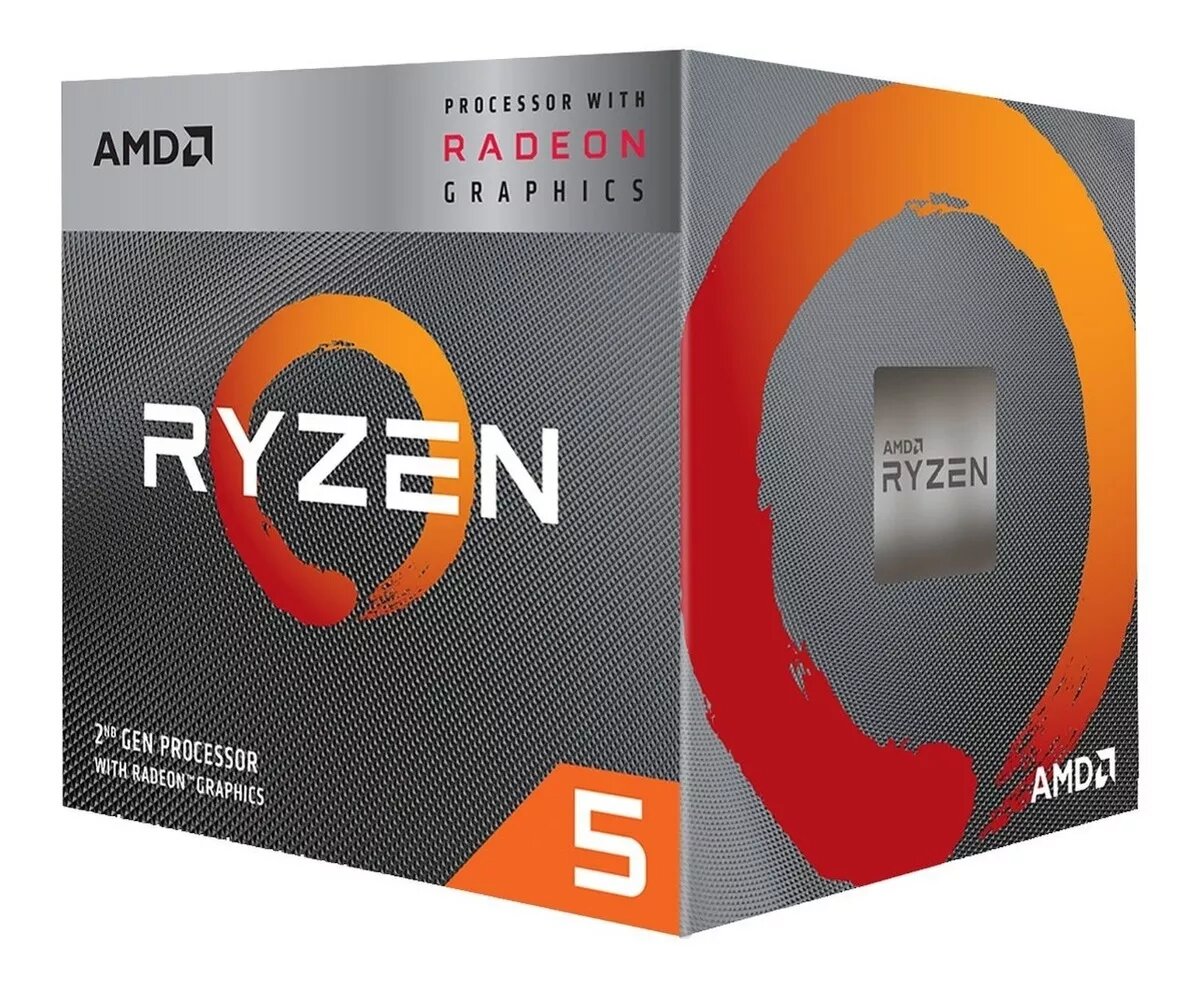 AMD
PROCESSOR WITH
RADEON
GRAPHICS
RYZEN
2ND GEN PROCESSOR
WITH RADEON™ GRAPHICS
5
AMD
RYZEN
AMD